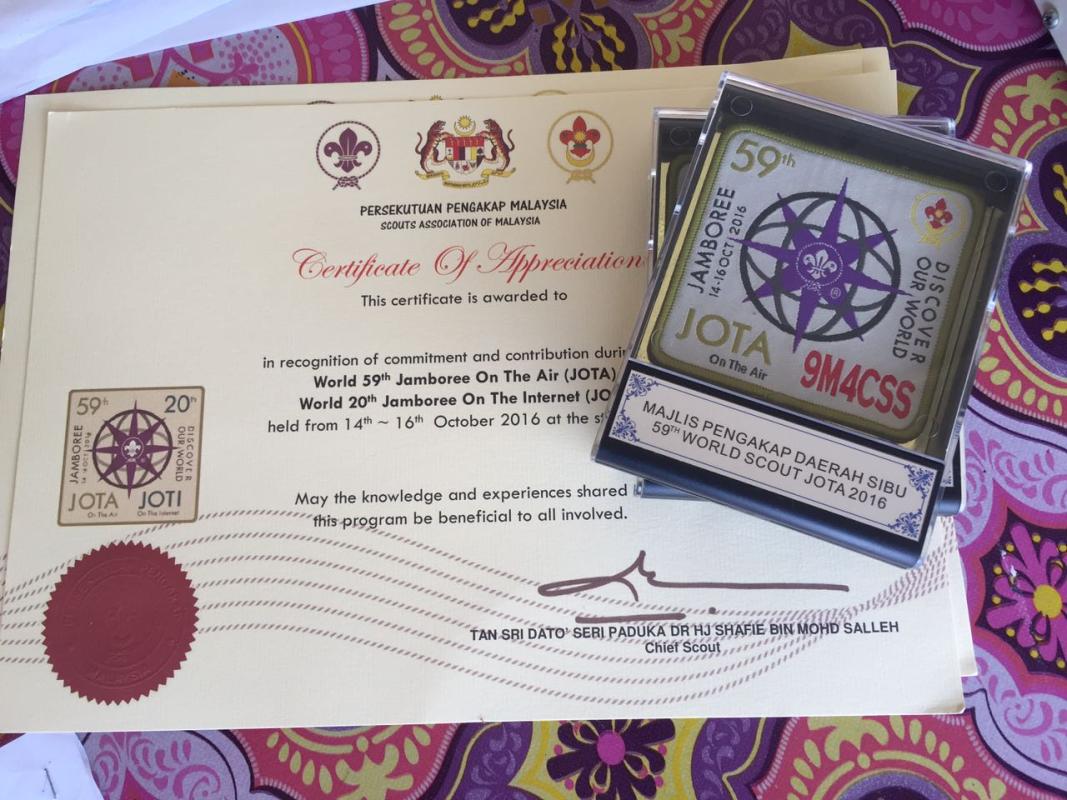 PERSEKUTUAN PENGAKAP MALAYSIA
SCOUTS ASSOCIATION OF MALAYSIA
Certificate Of Appreciation
This certificate is awarded to
in recognition of commitment and contribution duri
World 59th Jamboree On The Air (JOTA)
World 20th Jamboree On The Internet (JO
held from 14th ~ 16th October 2016 at the s
May the knowledge and experiences shared
this program be beneficial to all involved.
TAN SRI DATO' SERI PADUKA DR HJ SHAFIE BIN MOHD SALLEH
Chief Scout
59th 20th
JAMBOREE
DISCOVER
OUR WORLD
JOTA JOTI
On The Air On The Internet
MALAYSIA
59th
JAMBOREE
14-16 OCT 2016
DISCOVER
OUR WORLD
JOTA
On The Air
9M4CSS
MAJLIS PENGAKAP DAERAH SIBU
59TH WORLD SCOUT JOTA 2016